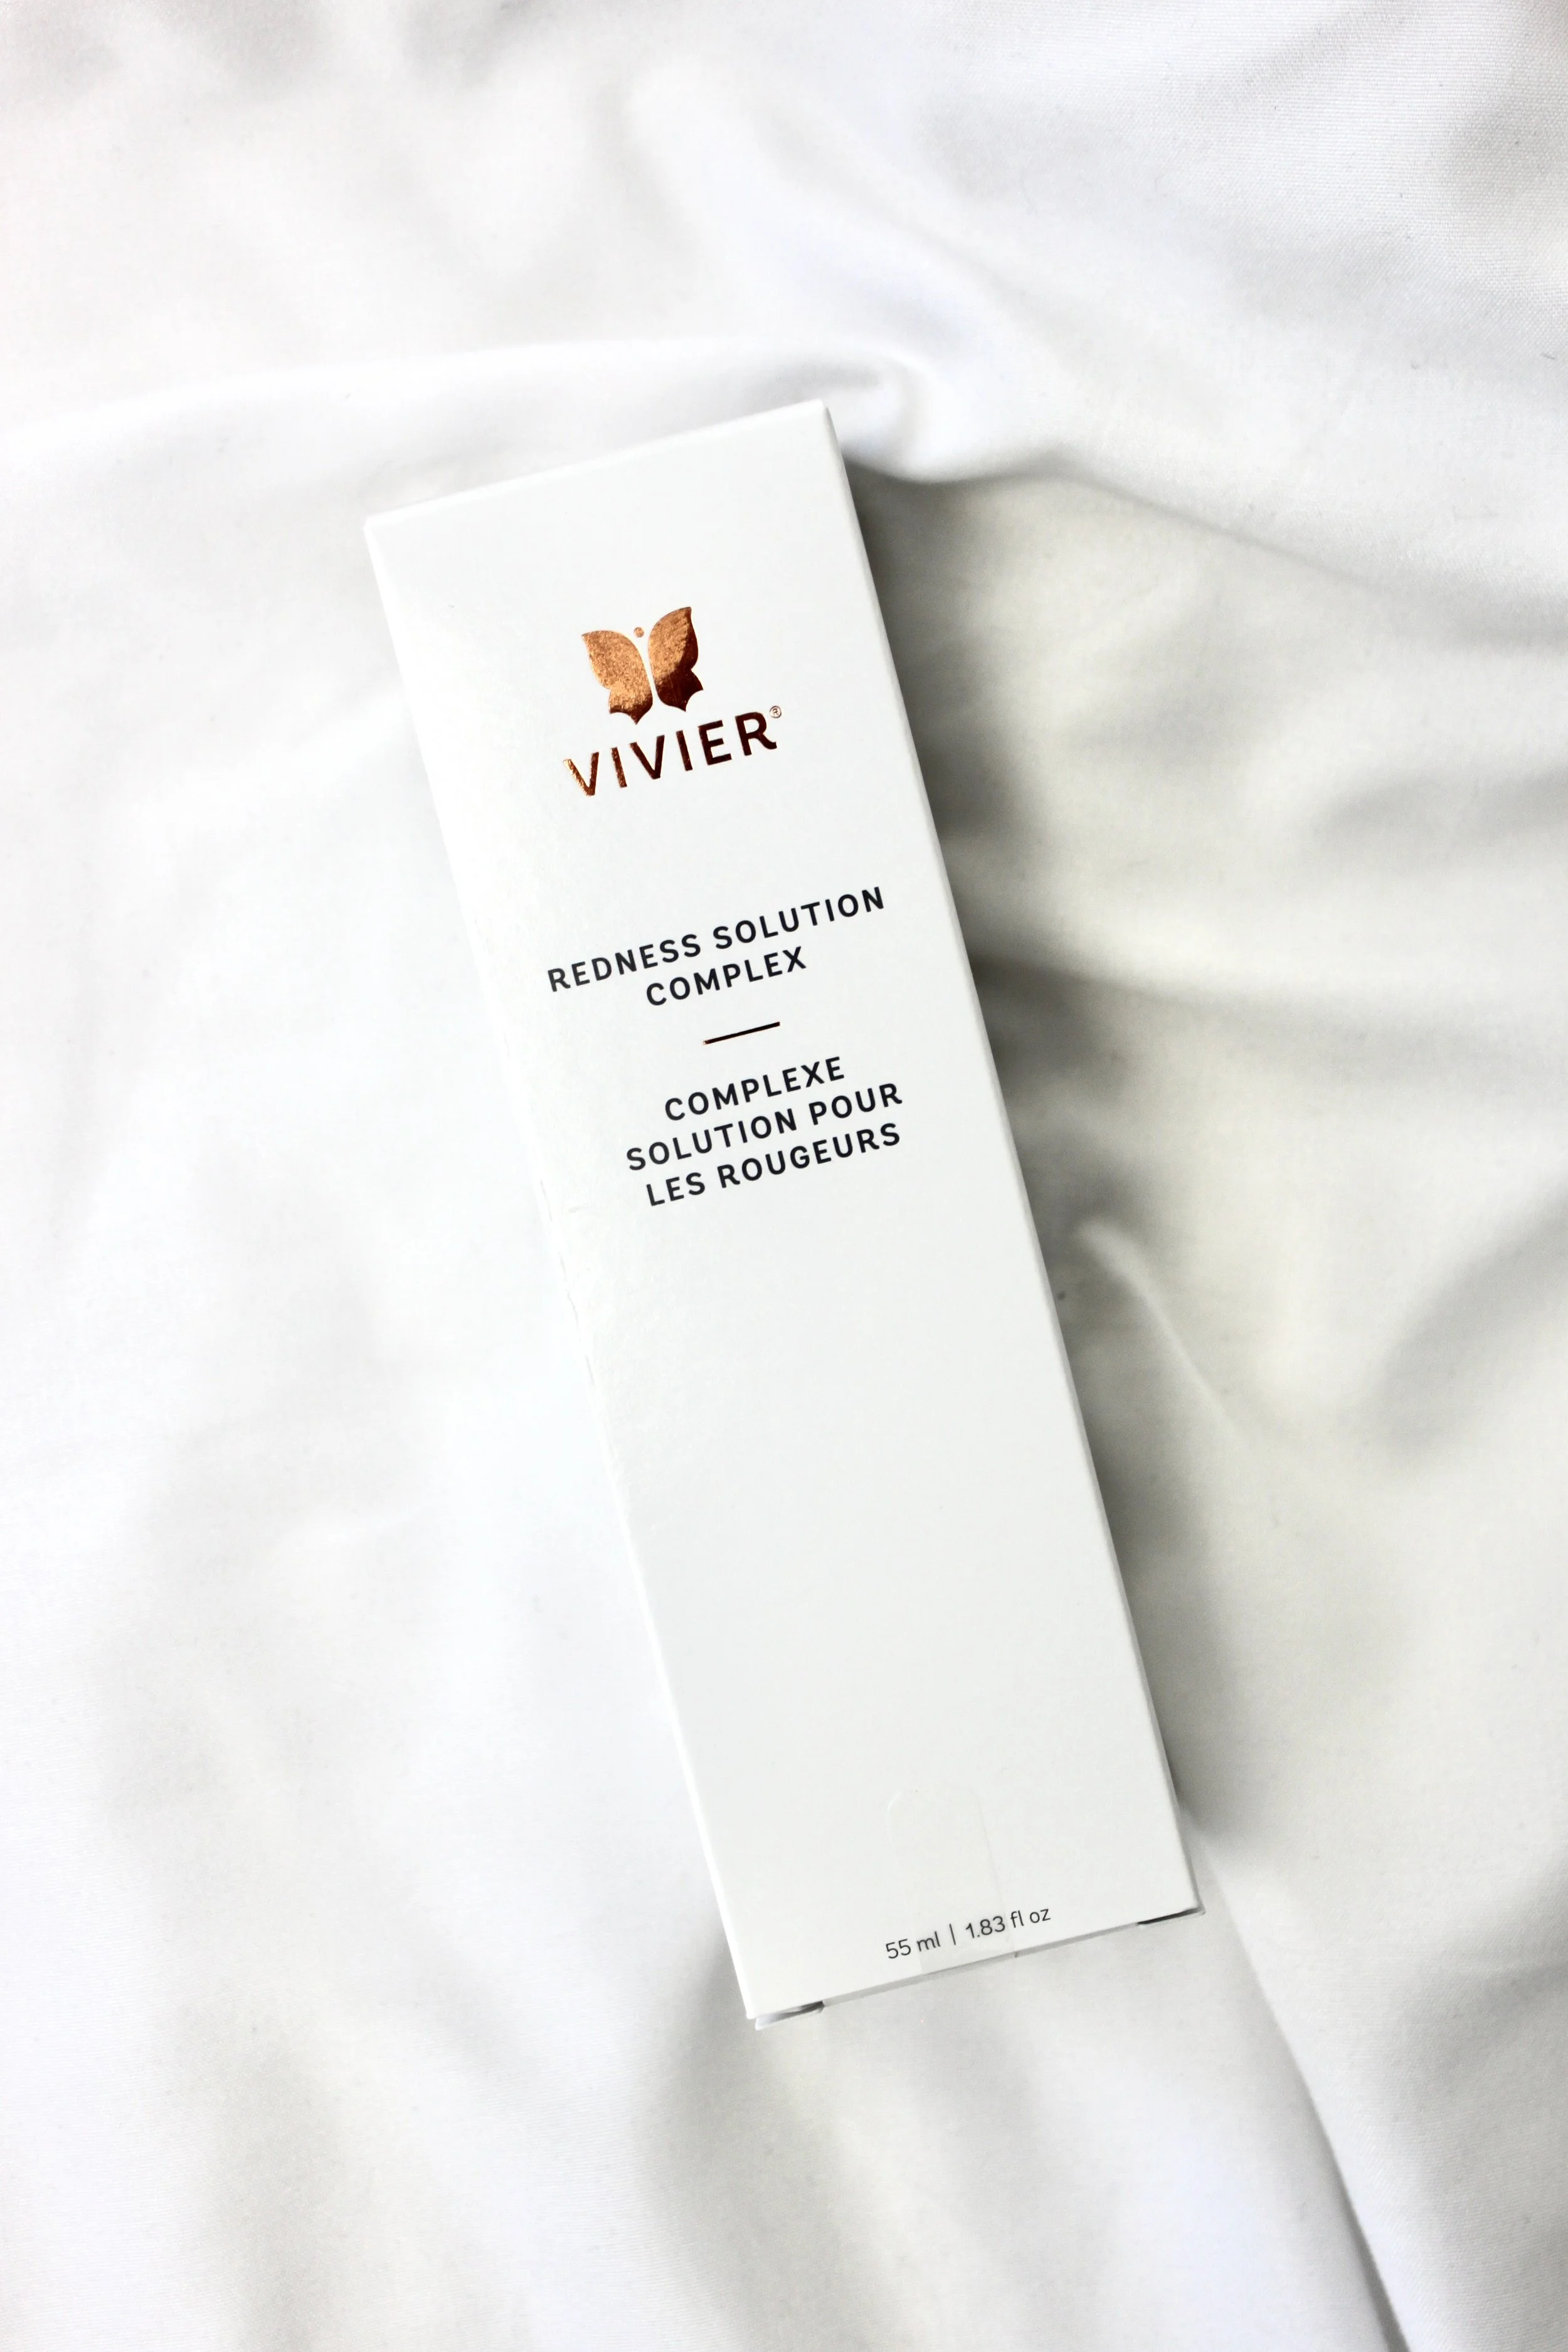 VIVIER®
REDNESS SOLUTION
COMPLEX
COMPLEXE
SOLUTION POUR
LES ROUGEURS
55 ml | 1.83 fl oz